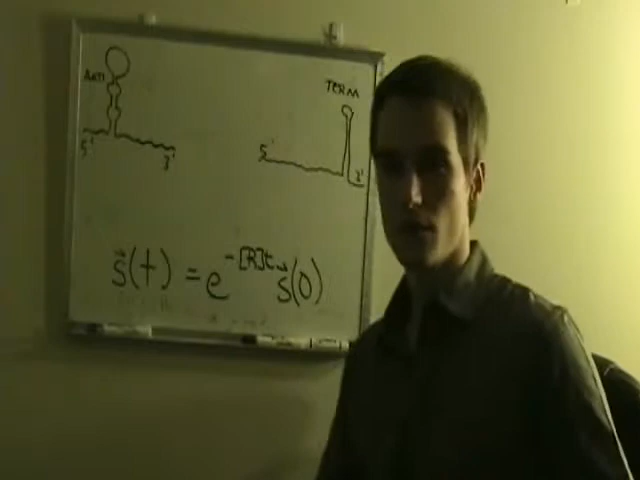 Anti
TERM
5' 3'
5' 3'
s⃗(t) = e^-[R]t s⃗(0)